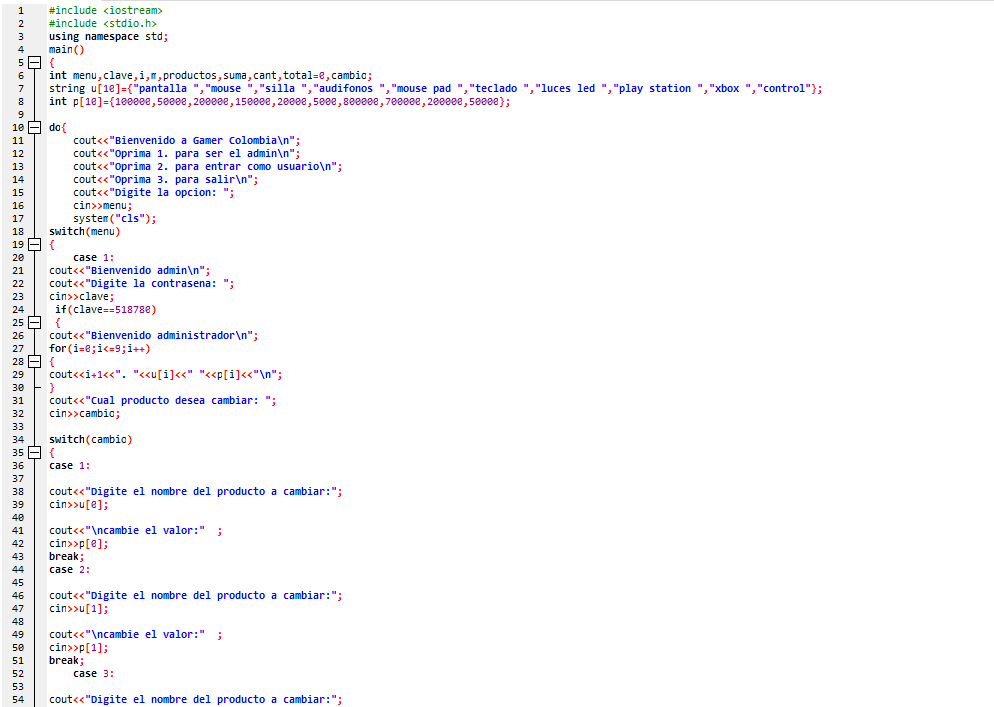 1 #include <iostream>
2 #include <stdio.h>
3 using namespace std;
4 main()
5 {
6 int menu,clave,i,m,productos,suma,cant,total=0,cambio;
7 string u[10]={"pantalla ","mouse ","silla ","audifonos ","mouse pad ","teclado ","luces led ","play station ","xbox ","control"};
8 int p[10]={100000,50000,200000,150000,20000,5000,800000,700000,200000,50000};
9
10 do{
11 cout<<"Bienvenido a Gamer Colombia\n";
12 cout<<"Oprima 1. para ser el admin\n";
13 cout<<"Oprima 2. para entrar como usuario\n";
14 cout<<"Oprima 3. para salir\n";
15 cout<<"Digite la opcion: ";
16 cin>>menu;
17 system("cls");
18 switch(menu)
19 {
20 case 1:
21 cout<<"Bienvenido admin\n";
22 cout<<"Digite la contrasena: ";
23 cin>>clave;
24 if(clave==518780)
25 {
26 cout<<"Bienvenido administrador\n";
27 for(i=0;i<=9;i++)
28 {
29 cout<<i+1<<". "<<u[i]<<" "<<p[i]<<"\n";
30 }
31 cout<<"Cual producto desea cambiar: ";
32 cin>>cambio;
33
34 switch(cambio)
35 {
36 case 1:
37
38 cout<<"Digite el nombre del producto a cambiar:";
39 cin>>u[0];
40
41 cout<<"\ncambie el valor:"  ;
42 cin>>p[0];
43 break;
44 case 2:
45
46 cout<<"Digite el nombre del producto a cambiar:";
47 cin>>u[1];
48
49 cout<<"\ncambie el valor:"  ;
50 cin>>p[1];
51 break;
52 case 3:
53
54 cout<<"Digite el nombre del producto a cambiar:";